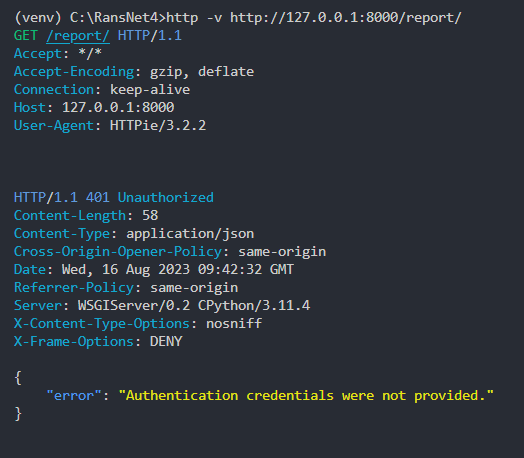 (venv) C:\RansNet4>http -v http://127.0.0.1:8000/report/
GET /report/ HTTP/1.1
Accept: */*
Accept-Encoding: gzip, deflate
Connection: keep-alive
Host: 127.0.0.1:8000
User-Agent: HTTPie/3.2.2
HTTP/1.1 401 Unauthorized
Content-Length: 58
Content-Type: application/json
Cross-Origin-Opener-Policy: same-origin
Date: Wed, 16 Aug 2023 09:42:32 GMT
Referrer-Policy: same-origin
Server: WSGIServer/0.2 CPython/3.11.4
X-Content-Type-Options: nosniff
X-Frame-Options: DENY
{
    "error": "Authentication credentials were not provided."
}